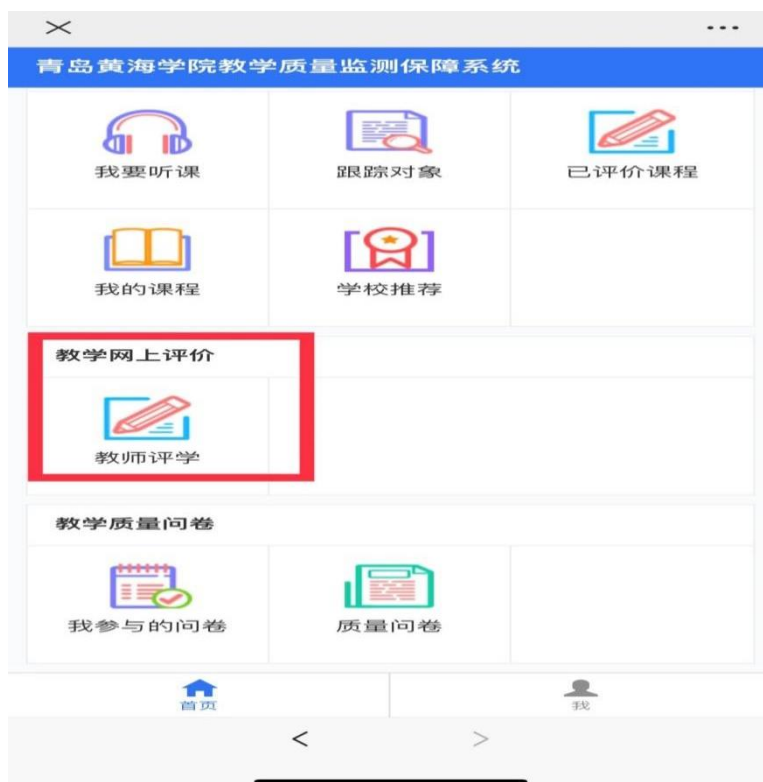 青岛黄海学院教学质量监测保障系统
我要听课 跟踪对象 已评价课程
我的课程 学校推荐
教学网上评价
教师评学
教学质量问卷
我参与的问卷 质量问卷
首页 我